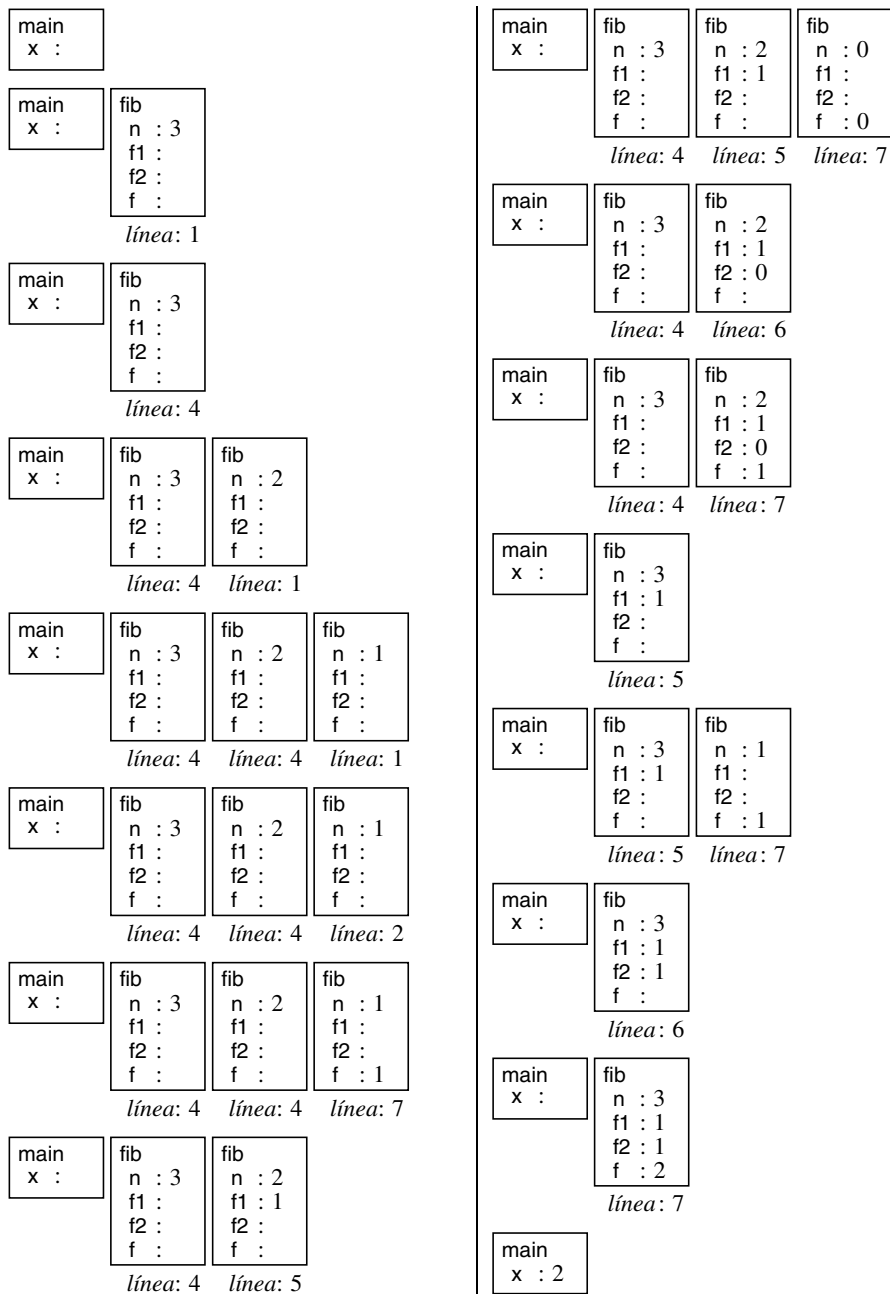 main
x :
main fib
x : n : 3
f1 :
f2 :
f :
línea: 1
main fib
x : n : 3
f1 :
f2 :
f :
línea: 4
main fib fib
x : n : 3 n : 2
f1 : f1 :
f2 : f2 :
f : f :
línea: 4 línea: 1
main fib fib fib
x : n : 3 n : 2 n : 1
f1 : f1 : f1 :
f2 : f2 : f2 :
f : f : f :
línea: 4 línea: 4 línea: 1
main fib fib fib
x : n : 3 n : 2 n : 1
f1 : f1 : f1 :
f2 : f2 : f2 :
f : f : f :
línea: 4 línea: 4 línea: 2
main fib fib fib
x : n : 3 n : 2 n : 1
f1 : f1 : f1 :
f2 : f2 : f2 :
f : f : f : 1
línea: 4 línea: 4 línea: 7
main fib fib
x : n : 3 n : 2
f1 : f1 : 1
f2 : f2 :
f : f :
línea: 4 línea: 5
main fib fib fib
x : n : 3 n : 2 n : 0
f1 : f1 : 1 f1 :
f2 : f2 : f2 :
f : f : f : 0
línea: 4 línea: 5 línea: 7
main fib fib
x : n : 3 n : 2
f1 : f1 : 1
f2 : f2 : 0
f : f :
línea: 4 línea: 6
main fib fib
x : n : 3 n : 2
f1 : f1 : 1
f2 : f2 : 0
f : f : 1
línea: 4 línea: 7
main fib
x : n : 3
f1 : 1
f2 :
f :
línea: 5
main fib fib
x : n : 3 n : 1
f1 : 1 f1 :
f2 : f2 :
f : f : 1
línea: 5 línea: 7
main fib
x : n : 3
f1 : 1
f2 : 1
f :
línea: 6
main fib
x : n : 3
f1 : 1
f2 : 1
f : 2
línea: 7
main
x : 2